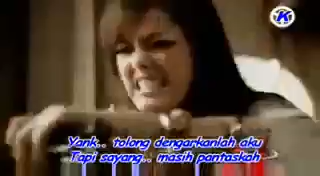 K
Yank.. tolong dengarkanlah aku
Tapi sayang.. masih pantaskah